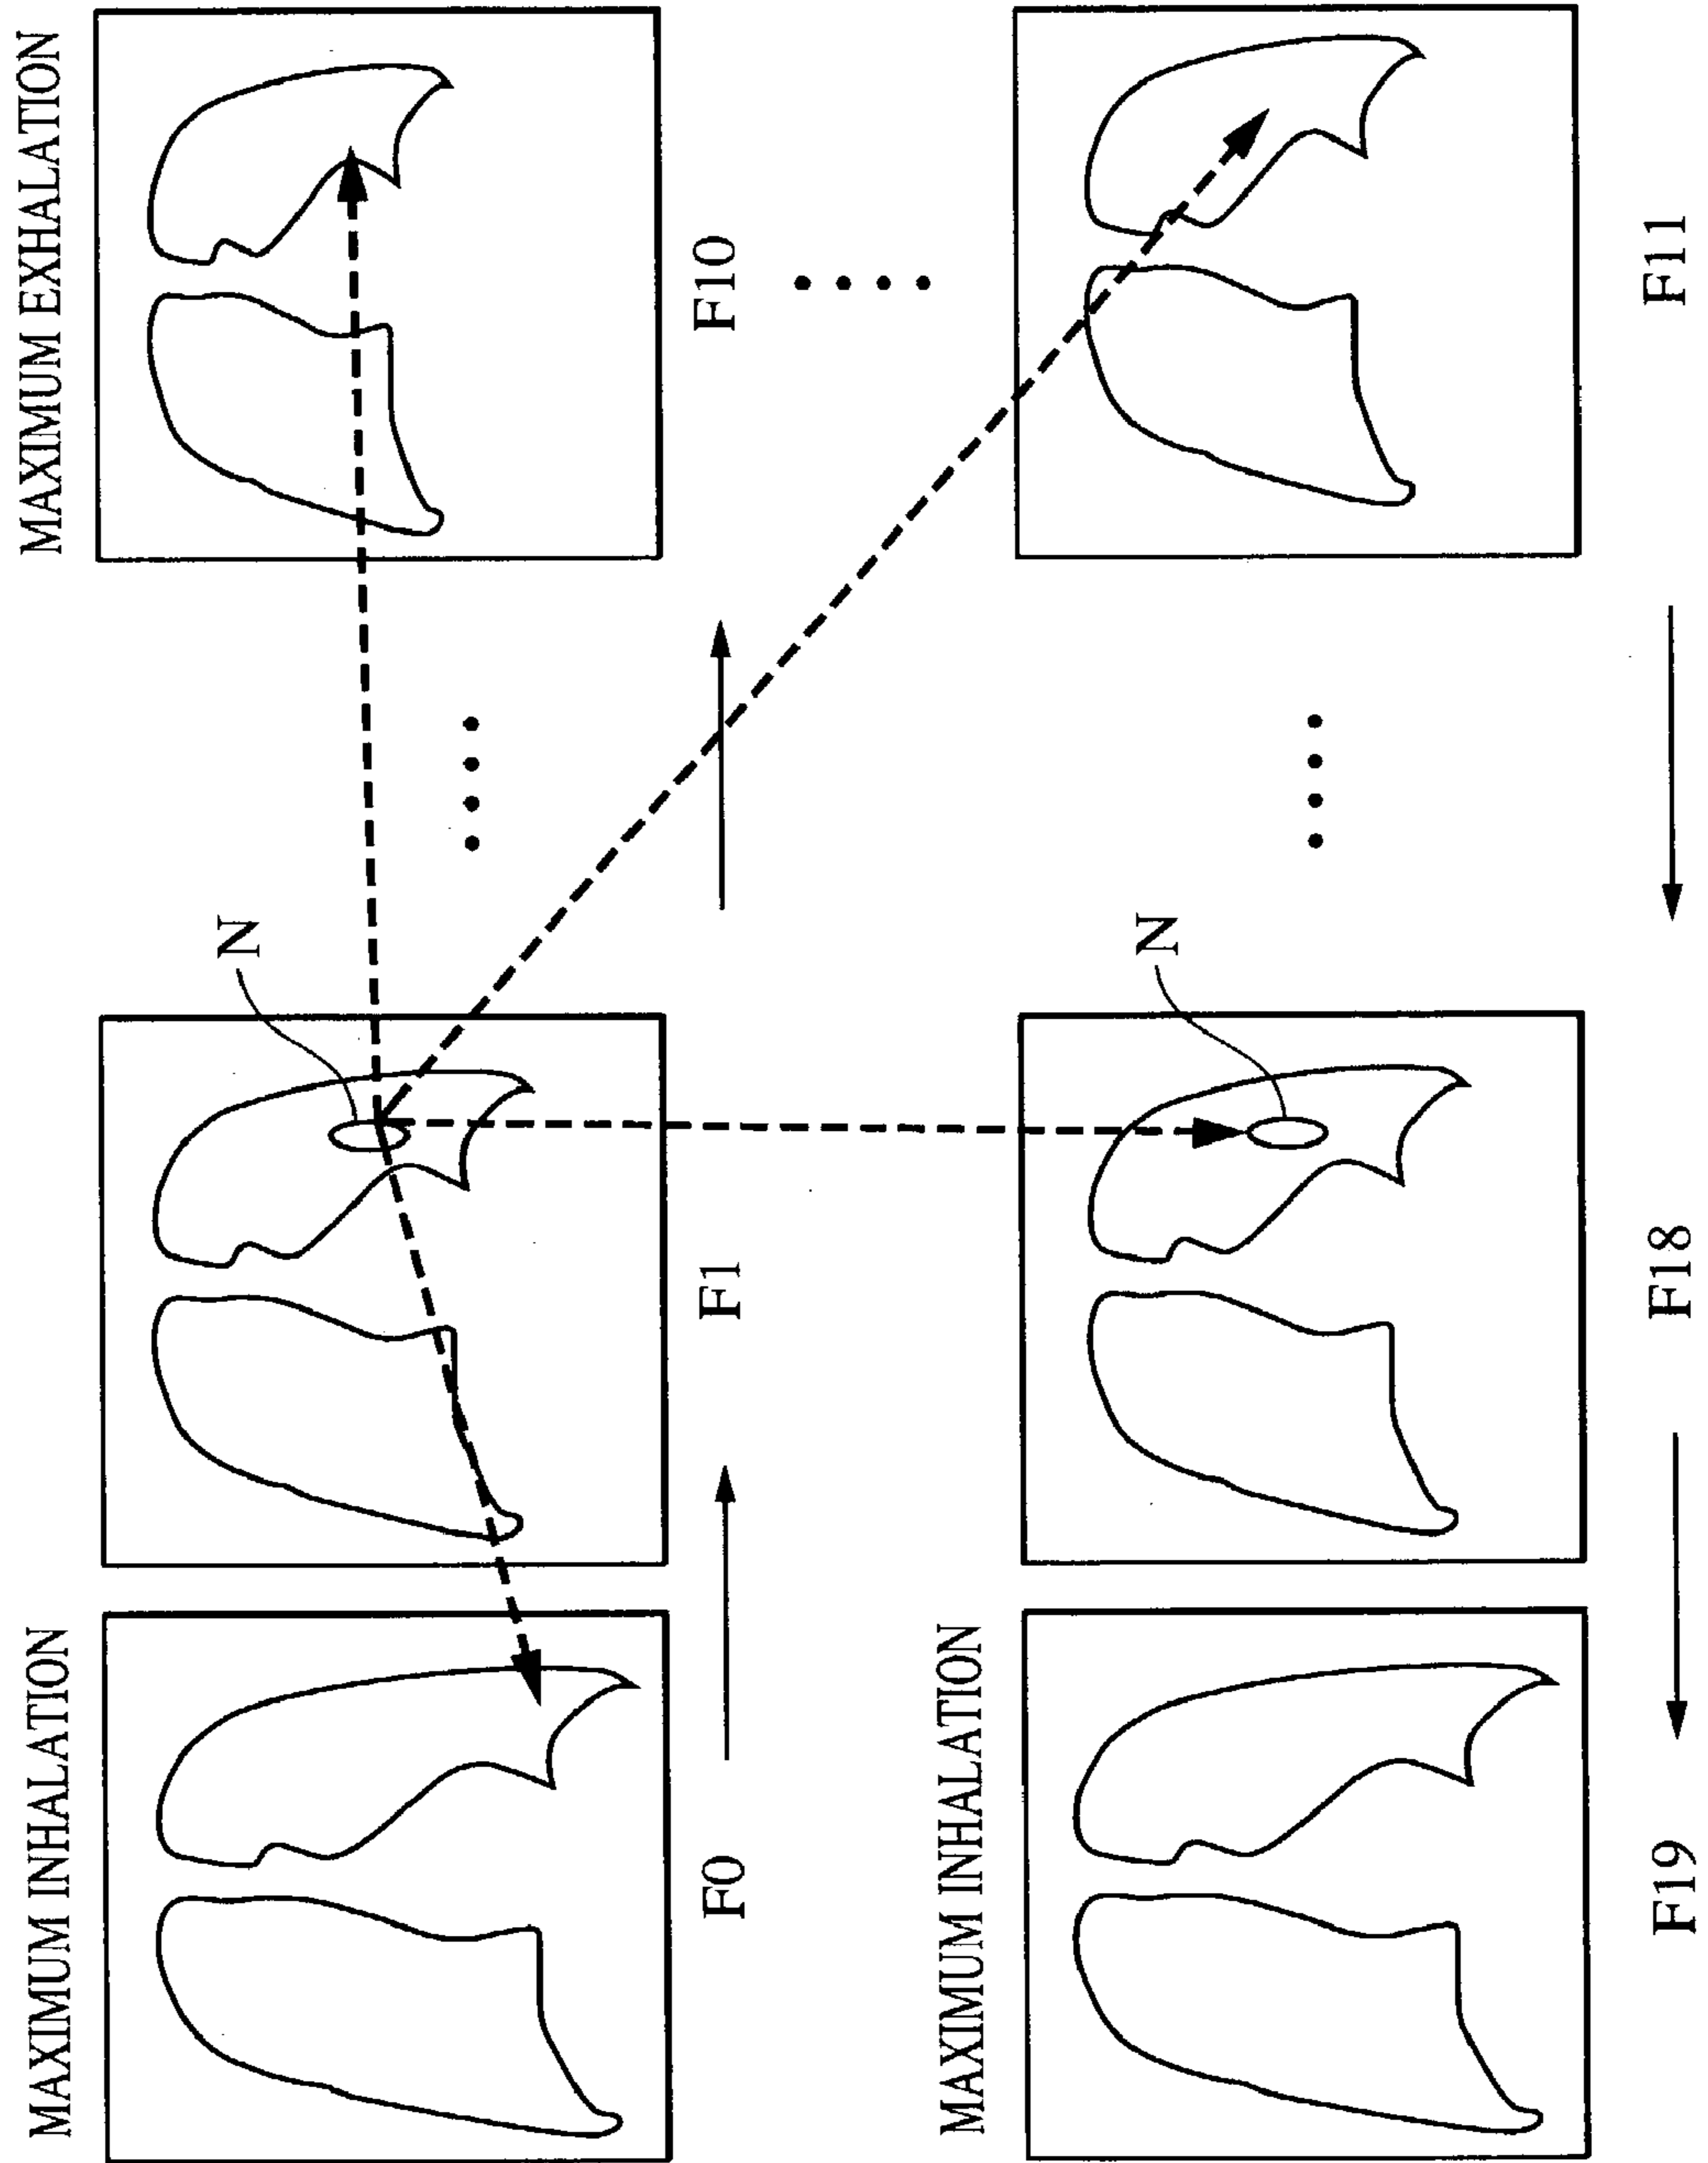 MAXIMUM INHALATION
MAXIMUM EXHALATION
N
F0
F1
F10
MAXIMUM INHALATION
N
F19
F18
F11